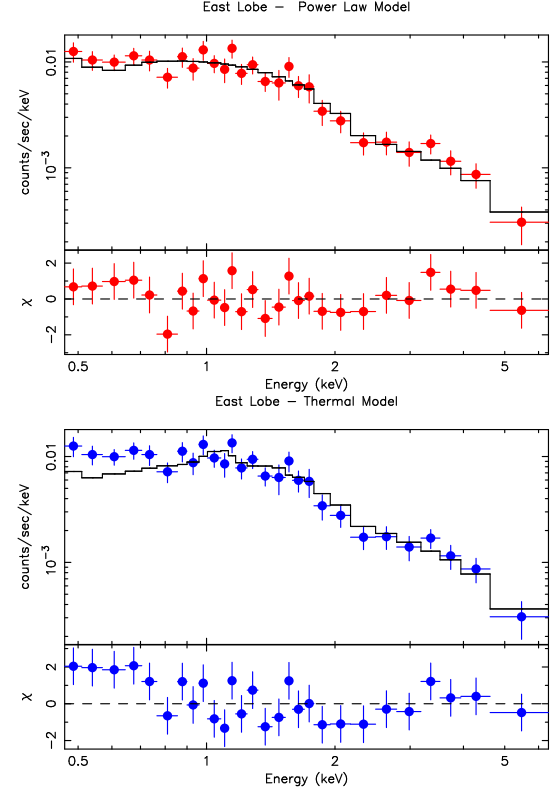 East Lobe – Power Law Model
0.01
10⁻³
counts/sec/keV
2
0
−2
χ
0.5 1 2 5
Energy (keV)
East Lobe – Thermal Model
0.01
10⁻³
counts/sec/keV
2
0
−2
χ
0.5 1 2 5
Energy (keV)